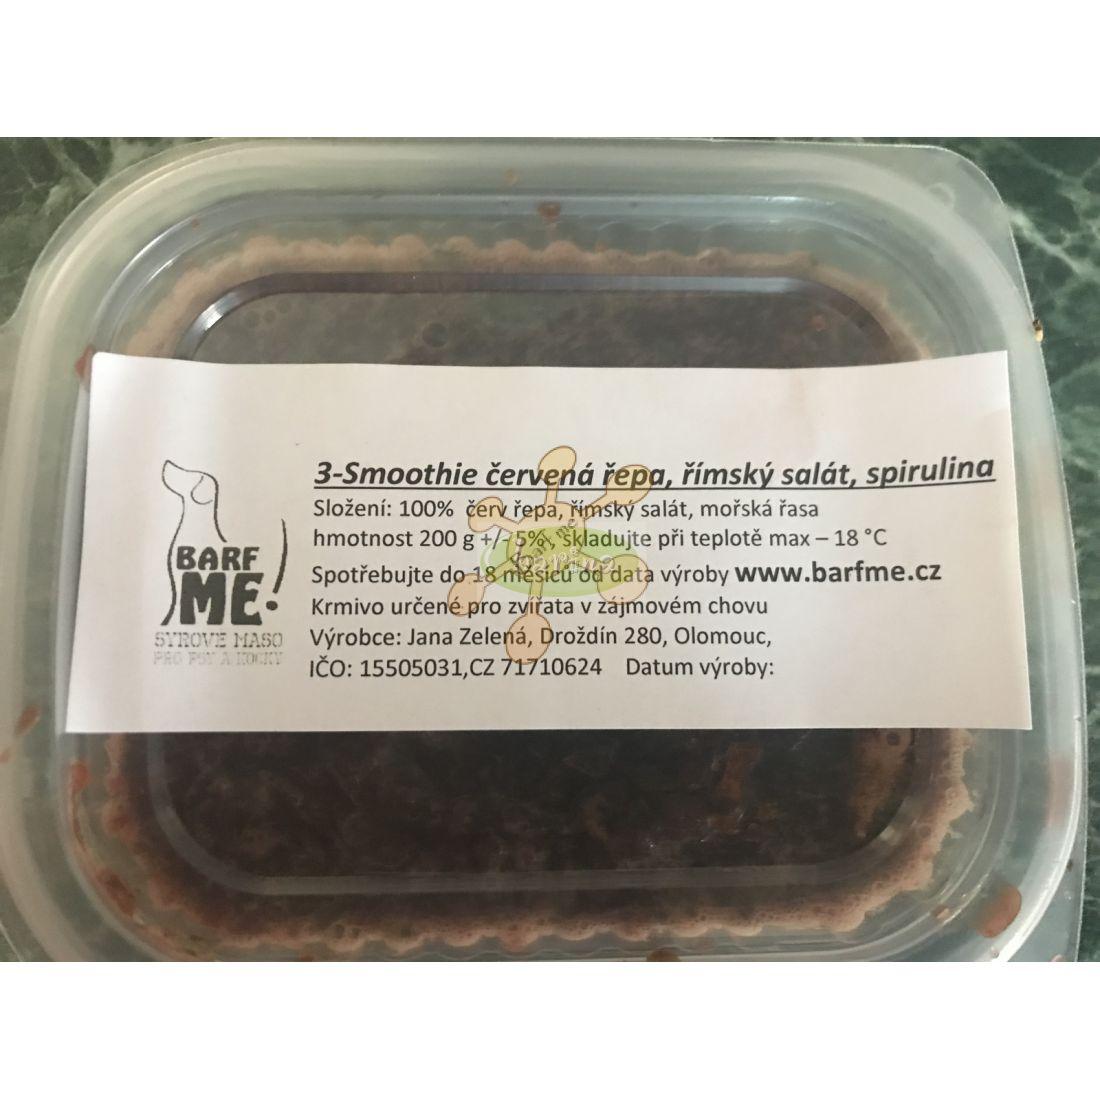 3-Smoothie červená řepa, římský salát, spirulina
Složení: 100% červ řepa, římský salát, mořská řasa
hmotnost 200 g +/- 5%, skladujte při teplotě max – 18 °C
Spotřebujte do 18 měsíců od data výroby www.barfme.cz
Krmivo určené pro zvířata v zájmovém chovu
Výrobce: Jana Zelená, Droždín 280, Olomouc,
IČO: 15505031,CZ 71710624 Datum výroby:
BARF
ME!
SYROVÉ MASO
PRO PSY A KOČKY
Barf me